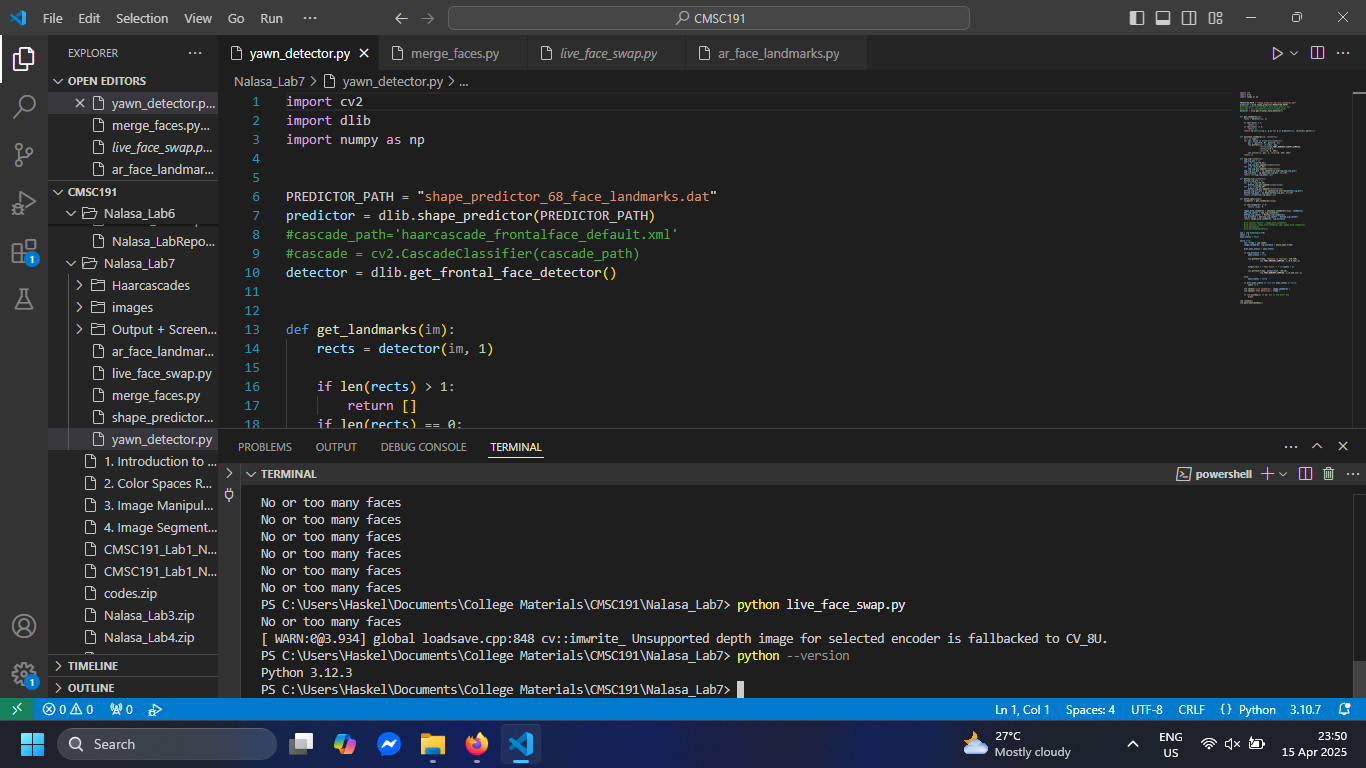 File Edit Selection View Go Run ··· CMSC191
EXPLORER ···
OPEN EDITORS
yawn_detector.p...
merge_faces.py...
live_face_swap.p...
ar_face_landmar...
CMSC191
Nalasa_Lab6
Nalasa_LabRepo...
Nalasa_Lab7
Haarcascades
images
Output + Screen...
ar_face_landmar...
live_face_swap.py
merge_faces.py
shape_predictor...
yawn_detector.py
1. Introduction to ...
2. Color Spaces R...
3. Image Manipul...
4. Image Segment...
CMSC191_Lab1_N...
CMSC191_Lab1_N...
codes.zip
Nalasa_Lab3.zip
Nalasa_Lab4.zip
TIMELINE
OUTLINE
1
1
yawn_detector.py merge_faces.py live_face_swap.py ar_face_landmarks.py
Nalasa_Lab7 > yawn_detector.py > ...
1 import cv2
2 import dlib
3 import numpy as np
4
5
6 PREDICTOR_PATH = "shape_predictor_68_face_landmarks.dat"
7 predictor = dlib.shape_predictor(PREDICTOR_PATH)
8 #cascade_path='haarcascade_frontalface_default.xml'
9 #cascade = cv2.CascadeClassifier(cascade_path)
10 detector = dlib.get_frontal_face_detector()
11
12
13 def get_landmarks(im):
14 rects = detector(im, 1)
15
16 if len(rects) > 1:
17 return []
18 if len(rects) == 0:
PROBLEMS OUTPUT DEBUG CONSOLE TERMINAL
TERMINAL powershell
No or too many faces
No or too many faces
No or too many faces
No or too many faces
No or too many faces
No or too many faces
PS C:\Users\Haskel\Documents\College Materials\CMSC191\Nalasa_Lab7> python live_face_swap.py
No or too many faces
[ WARN:0@3.934] global loadsave.cpp:848 cv::imwrite_ Unsupported depth image for selected encoder is fallbacked to CV_8U.
PS C:\Users\Haskel\Documents\College Materials\CMSC191\Nalasa_Lab7> python --version
Python 3.12.3
PS C:\Users\Haskel\Documents\College Materials\CMSC191\Nalasa_Lab7>
0 0 0 Ln 1, Col 1 Spaces: 4 UTF-8 CRLF {} Python 3.10.7
Search
27°C
Mostly cloudy
ENG
US
23:50
15 Apr 2025